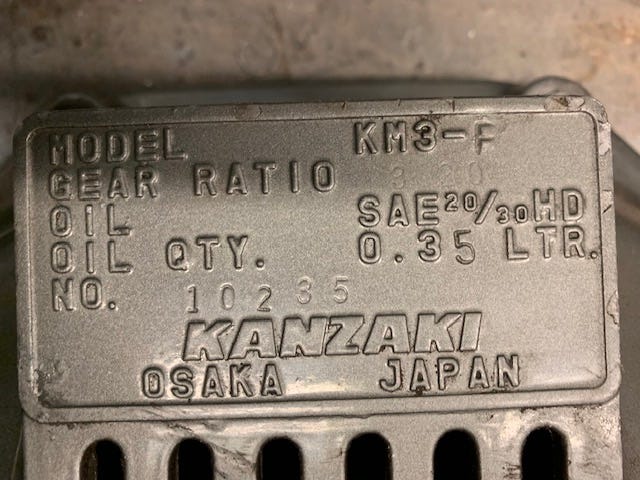 MODEL KM3-P
GEAR RATIO
OIL SAE20/30HD
OIL QTY. 0.35 LTR.
NO. 10235
KANZAKI
OSAKA JAPAN